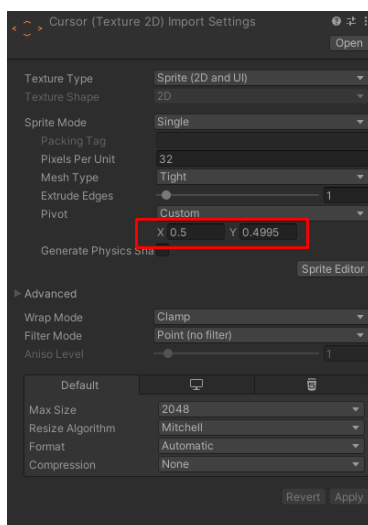 Cursor (Texture 2D) Import Settings
Open
Texture Type Sprite (2D and UI)
Texture Shape 2D
Sprite Mode Single
Packing Tag
Pixels Per Unit 32
Mesh Type Tight
Extrude Edges 1
Pivot Custom
X 0.5 Y 0.4995
Generate Physics Sha
Sprite Editor
Advanced
Wrap Mode Clamp
Filter Mode Point (no filter)
Aniso Level 1
Default
Max Size 2048
Resize Algorithm Mitchell
Format Automatic
Compression None
Revert Apply